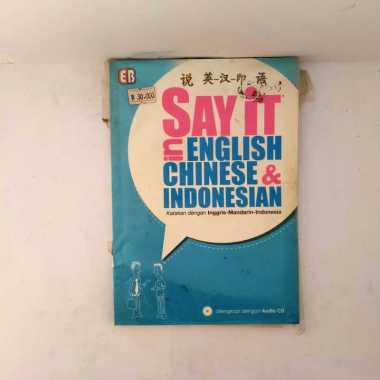 EB
R. 30.000
说 英-汉-印 语
SAY iT
in ENGLISH
CHINESE &
INDONESIAN
Katakan dengan Inggris-Mandarin-Indonesia
dilengkapi dengan Audio CD